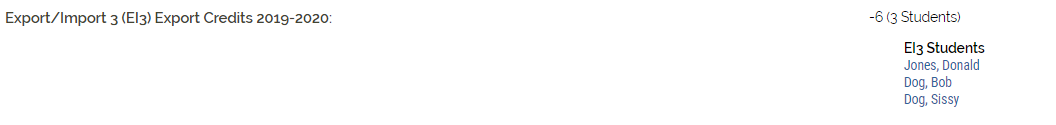 Export/Import 3 (EI3) Export Credits 2019-2020: -6 (3 Students)
EI3 Students
Jones, Donald
Dog, Bob
Dog, Sissy